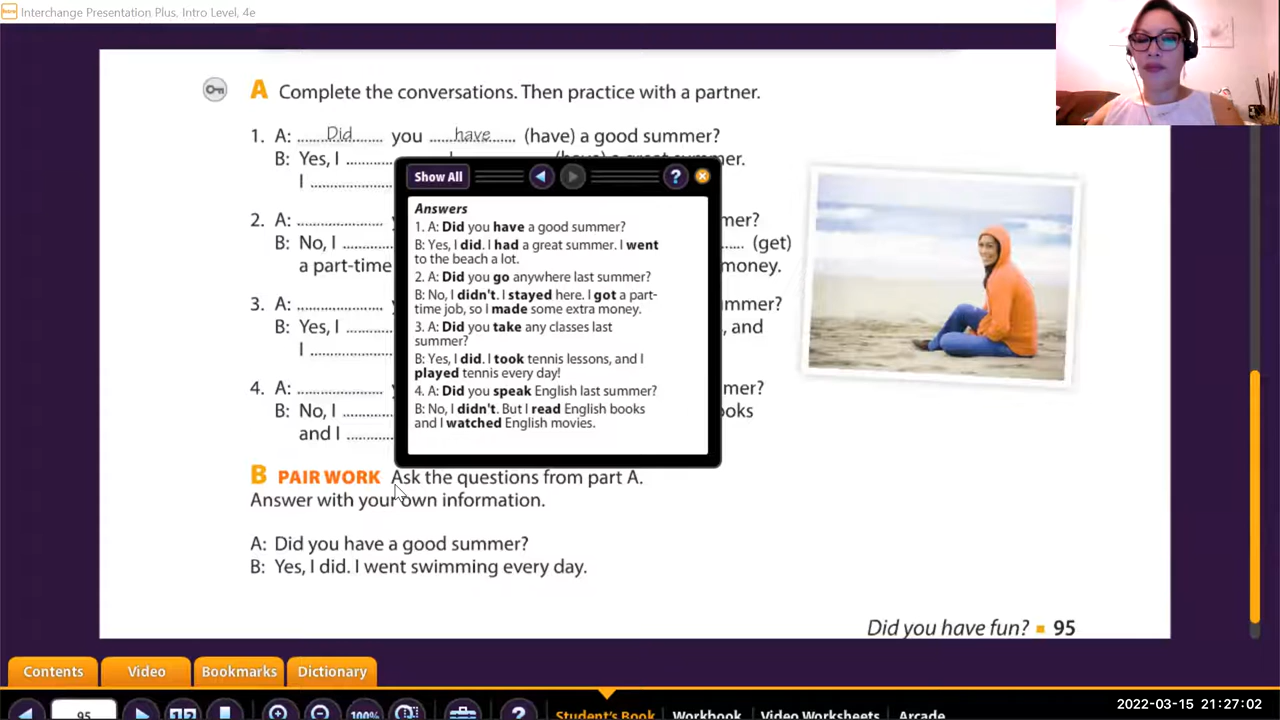 Interchange Presentation Plus, Intro Level, 4e
A Complete the conversations. Then practice with a partner.
1. A: Did you have (have) a good summer?
B: Yes, I (have) a great summer.
I
2. A: mer?
B: No, I (get)
a part-time money.
3. A: mmer?
B: Yes, I , and
I
4. A: mer?
B: No, I oks
and I
Show All ?
Answers
1. A: Did you have a good summer?
B: Yes, I did. I had a great summer. I went
to the beach a lot.
2. A: Did you go anywhere last summer?
B: No, I didn't. I stayed here. I got a part-
time job, so I made some extra money.
3. A: Did you take any classes last
summer?
B: Yes, I did. I took tennis lessons, and I
played tennis every day!
4. A: Did you speak English last summer?
B: No, I didn't. But I read English books
and I watched English movies.
B PAIR WORK Ask the questions from part A.
Answer with your own information.
A: Did you have a good summer?
B: Yes, I did. I went swimming every day.
Did you have fun? ▪ 95
Contents Video Bookmarks Dictionary
95 100% ? Student's Book Workbook Video Worksheets Arcade
2022-03-15 21:27:02